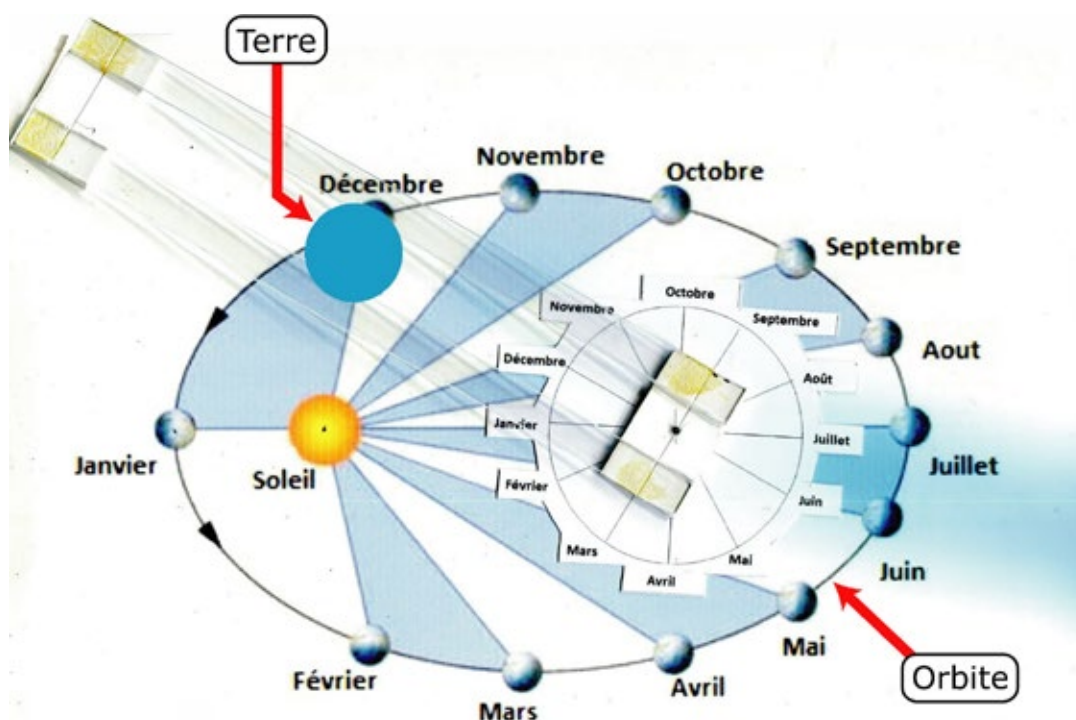 Terre
Novembre
Octobre
Décembre
Septembre
Octobre
Novembre
Septembre
Aout
Décembre
Août
Janvier
Juillet
Janvier
Soleil
Juillet
Février
Juin
Mars
Mai
Avril
Juin
Mai
Février
Avril
Mars
Orbite